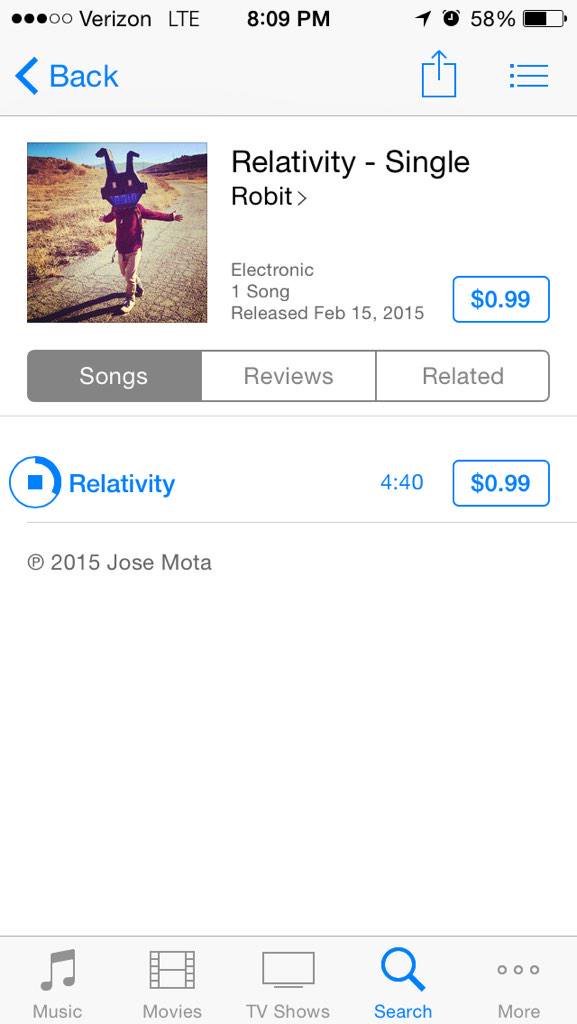 Verizon LTE 8:09 PM 58%
Back
Relativity - Single
Robit
Electronic
1 Song
Released Feb 15, 2015
$0.99
Songs Reviews Related
Relativity 4:40 $0.99
℗ 2015 Jose Mota
Music Movies TV Shows Search More